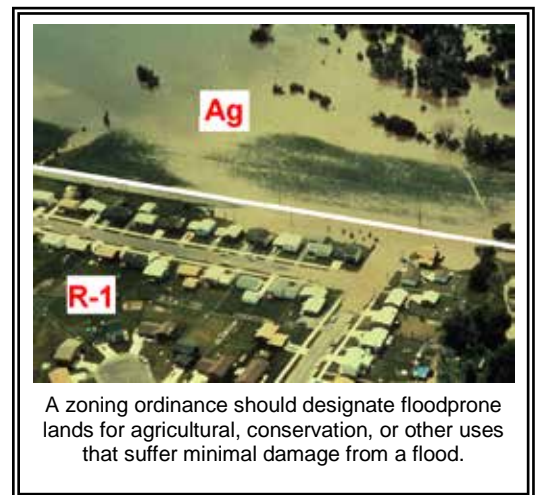 Ag
R-1
A zoning ordinance should designate floodprone
lands for agricultural, conservation, or other uses
that suffer minimal damage from a flood.